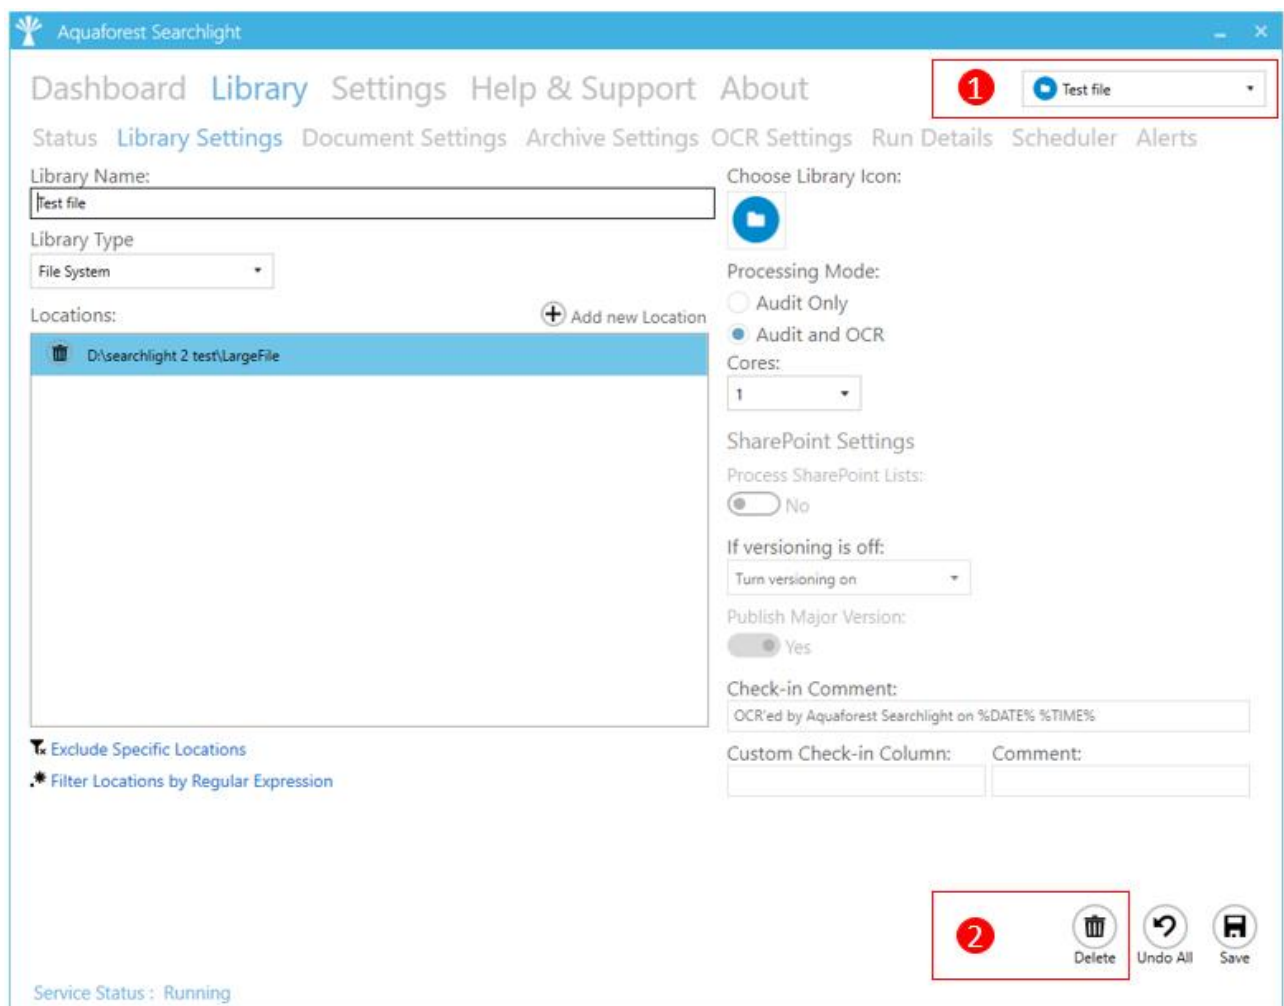 Aquaforest Searchlight
Dashboard Library Settings Help & Support About
1 Test file
Status Library Settings Document Settings Archive Settings OCR Settings Run Details Scheduler Alerts
Library Name:
Test file
Library Type
File System
Locations: Add new Location
D:\searchlight 2 test\LargeFile
Exclude Specific Locations
Filter Locations by Regular Expression
Choose Library Icon:
Processing Mode:
Audit Only
Audit and OCR
Cores:
1
SharePoint Settings
Process SharePoint Lists:
No
If versioning is off:
Turn versioning on
Publish Major Version:
Yes
Check-in Comment:
OCR'ed by Aquaforest Searchlight on %DATE% %TIME%
Custom Check-in Column: Comment:
2
Delete Undo All Save
Service Status : Running